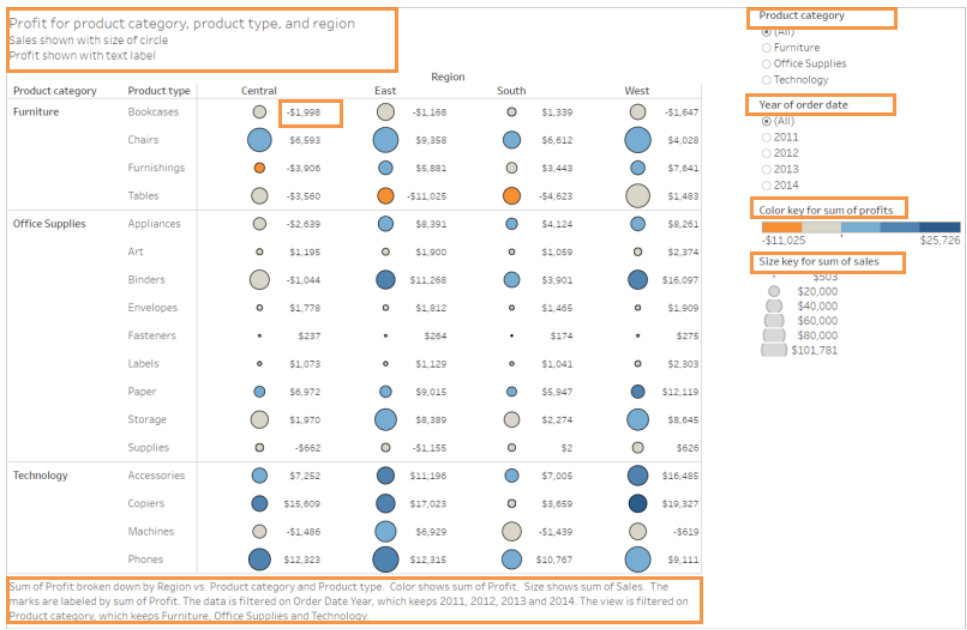 Profit for product category, product type, and region
Sales shown with size of circle
Profit shown with text label
Region
Product category Product type Central East South West
Furniture Bookcases -$1,998 -$1,168 $1,339 -$1,647
Chairs $6,593 $9,358 $6,612 $4,028
Furnishings -$3,906 $5,881 $3,443 $7,641
Tables -$3,560 -$11,025 -$4,623 $1,483
Office Supplies Appliances -$2,639 $8,391 $4,124 $8,261
Art $1,195 $1,900 $1,059 $2,374
Binders -$1,044 $11,268 $3,901 $16,097
Envelopes $1,778 $1,812 $1,465 $1,909
Fasteners $237 $264 $174 $275
Labels $1,073 $1,129 $1,041 $2,303
Paper $6,972 $9,015 $5,947 $12,119
Storage $1,970 $8,389 $2,274 $8,645
Supplies -$662 -$1,155 $2 $626
Technology Accessories $7,252 $11,196 $7,005 $16,485
Copiers $15,609 $17,023 $3,659 $19,327
Machines -$1,486 $6,929 -$1,439 -$619
Phones $12,323 $12,315 $10,767 $9,111
Sum of Profit broken down by Region vs. Product category and Product type. Color shows sum of Profit. Size shows sum of Sales. The
marks are labeled by sum of Profit. The data is filtered on Order Date Year, which keeps 2011, 2012, 2013 and 2014. The view is filtered on
Product category, which keeps Furniture, Office Supplies and Technology.
Product category
(All)
Furniture
Office Supplies
Technology
Year of order date
(All)
2011
2012
2013
2014
Color key for sum of profits
-$11,025 $25,726
Size key for sum of sales
$503
$20,000
$40,000
$60,000
$80,000
$101,781